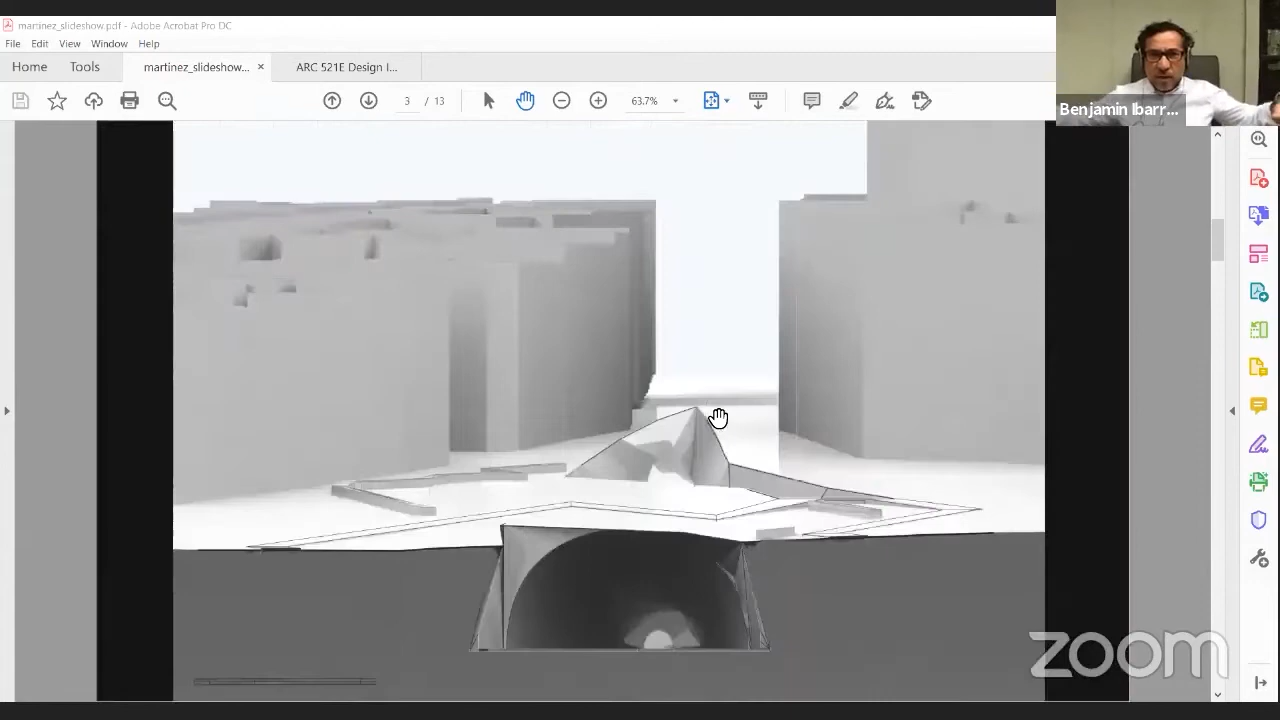 martinez_slideshow.pdf - Adobe Acrobat Pro DC
File Edit View Window Help
Home Tools martinez_slideshow... × ARC 521E Design I...
3 / 13 63.7%
Benjamin Ibarr...
zoom